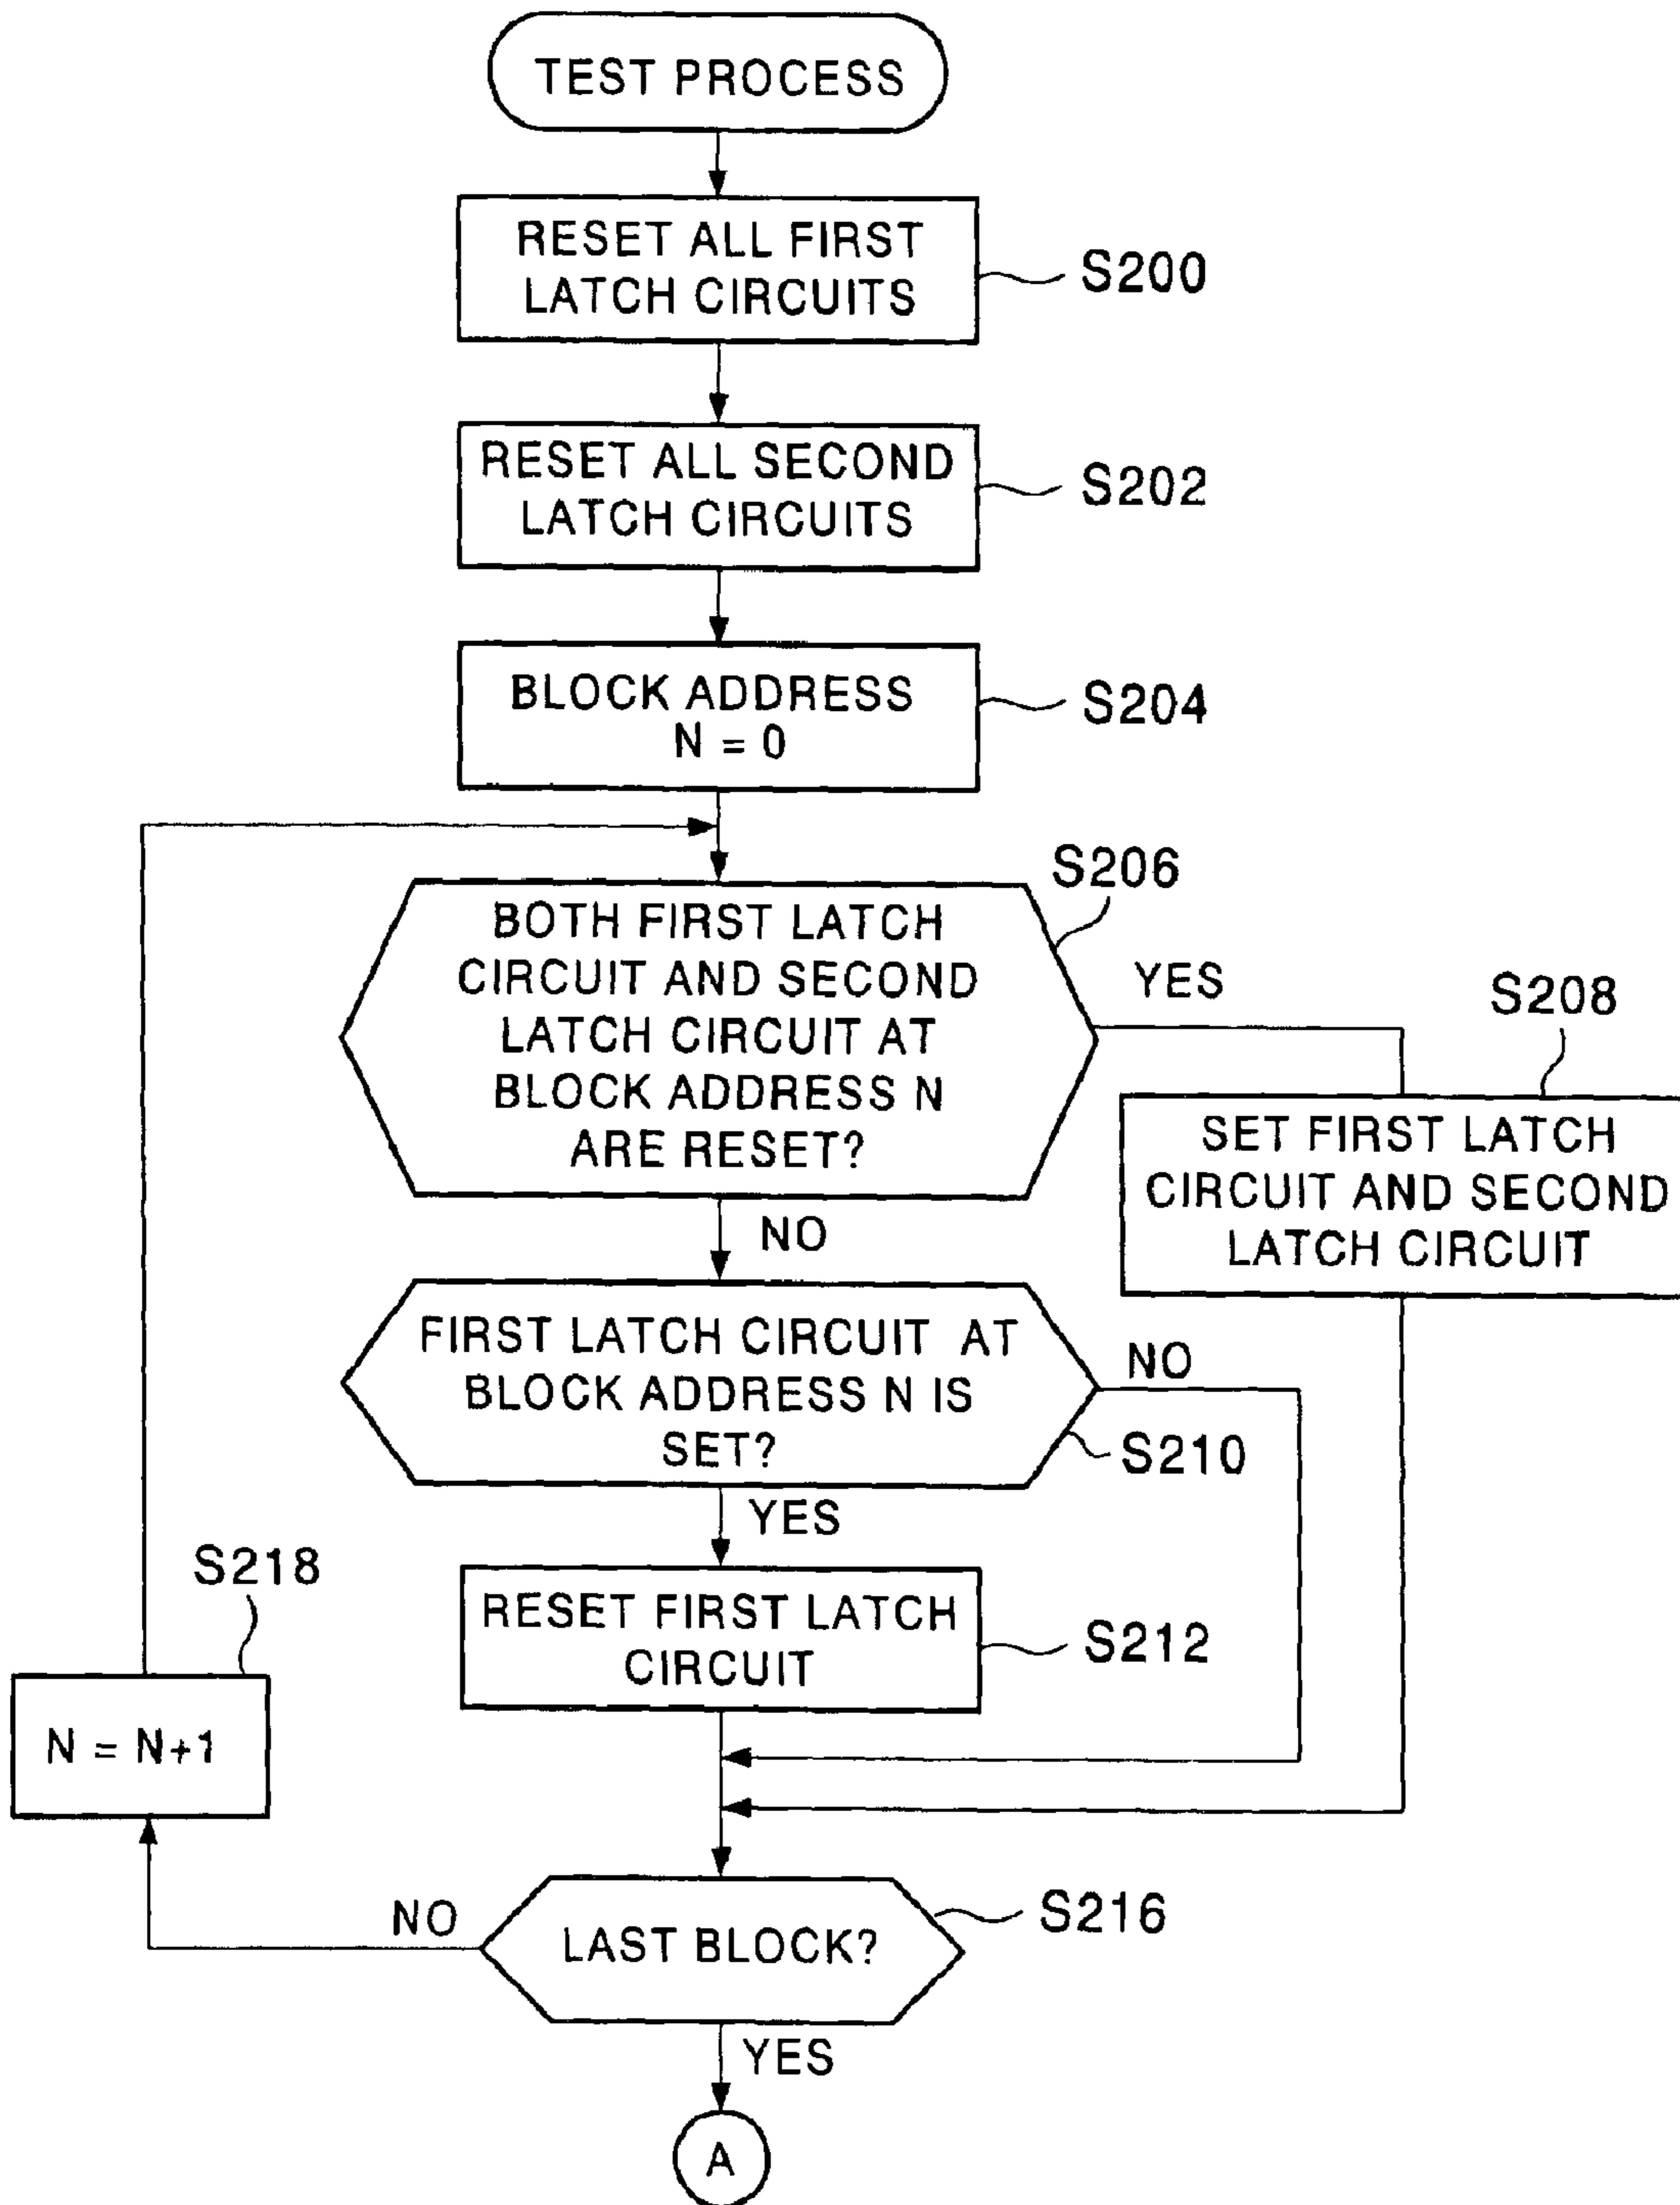 TEST PROCESS
RESET ALL FIRST
LATCH CIRCUITS
S200
RESET ALL SECOND
LATCH CIRCUITS
S202
BLOCK ADDRESS
N = 0
S204
S206
BOTH FIRST LATCH
CIRCUIT AND SECOND
LATCH CIRCUIT AT
BLOCK ADDRESS N
ARE RESET?
YES
S208
SET FIRST LATCH
CIRCUIT AND SECOND
LATCH CIRCUIT
NO
FIRST LATCH CIRCUIT AT
BLOCK ADDRESS N IS
SET?
NO
S210
YES
S218
RESET FIRST LATCH
CIRCUIT
S212
N = N+1
S216
NO
LAST BLOCK?
YES
A